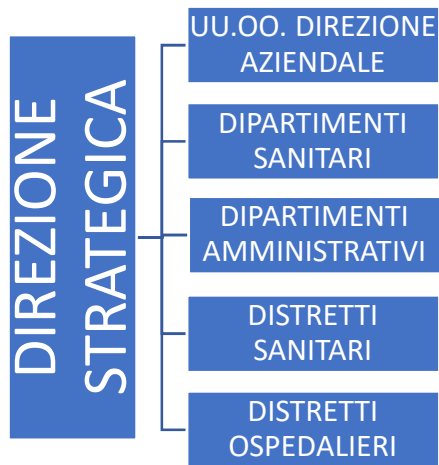 DIREZIONE
STRATEGICA
UU.OO. DIREZIONE
AZIENDALE
DIPARTIMENTI
SANITARI
DIPARTIMENTI
AMMINISTRATIVI
DISTRETTI
SANITARI
DISTRETTI
OSPEDALIERI